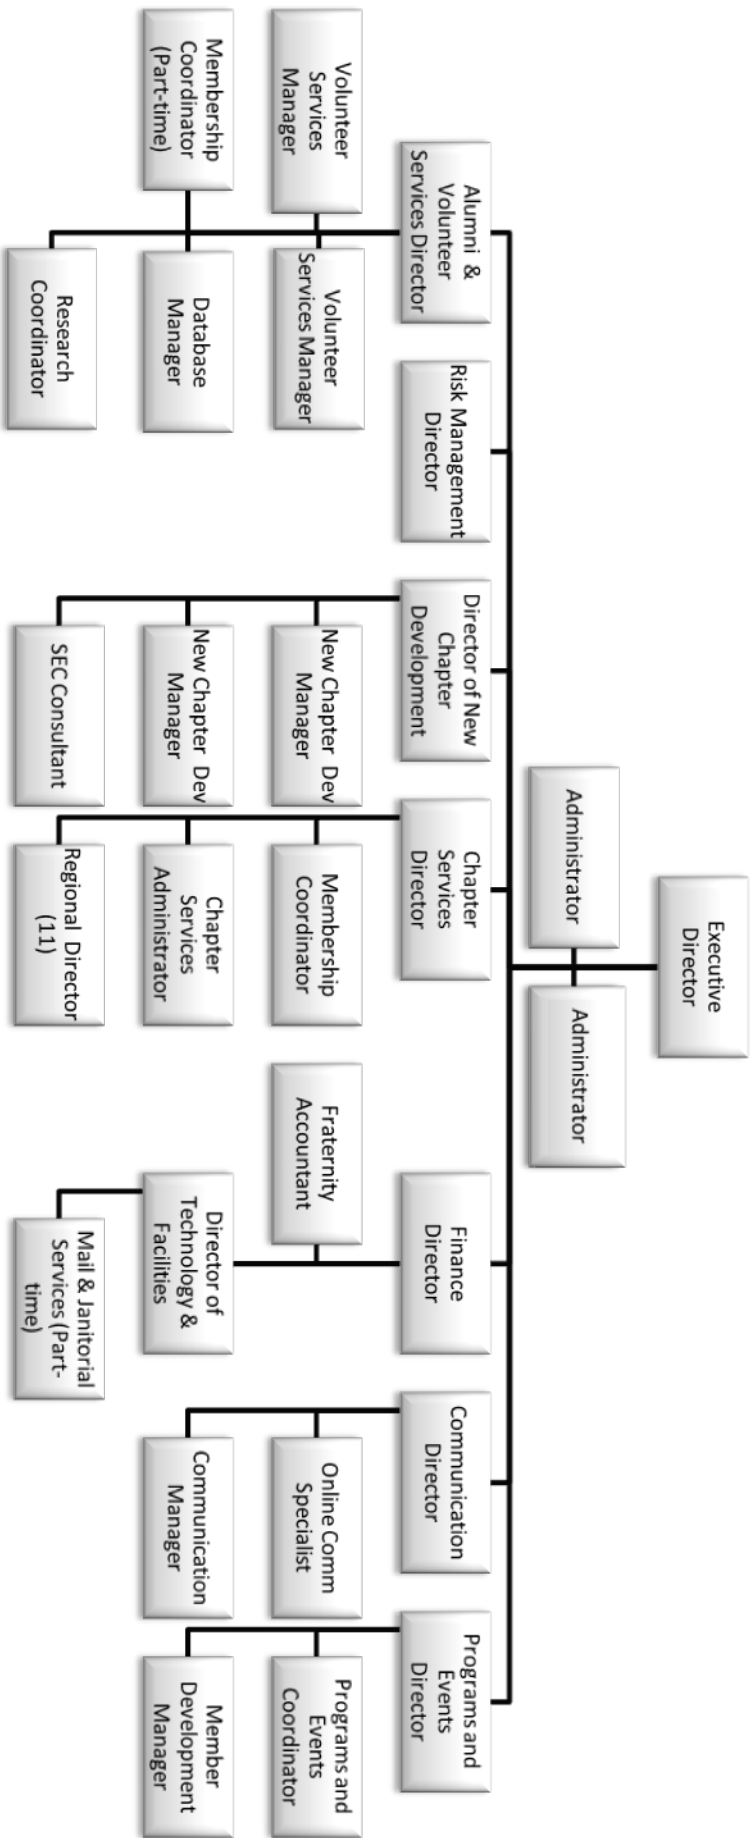 Executive
Director
Administrator
Administrator
Alumni &
Volunteer
Services Director
Risk Management
Director
Director of New
Chapter
Development
Chapter
Services
Director
Finance
Director
Communication
Director
Programs and
Events
Director
Volunteer
Services
Manager
Volunteer
Services Manager
New Chapter Dev
Manager
Membership
Coordinator
Fraternity
Accountant
Online Comm
Specialist
Programs and
Events
Coordinator
Membership
Coordinator
(Part-time)
Database
Manager
New Chapter Dev
Manager
Chapter
Services
Administrator
Director of
Technology &
Facilities
Communication
Manager
Member
Development
Manager
Research
Coordinator
SEC Consultant
Regional Director
(11)
Mail & Janitorial
Services (Part-
time)